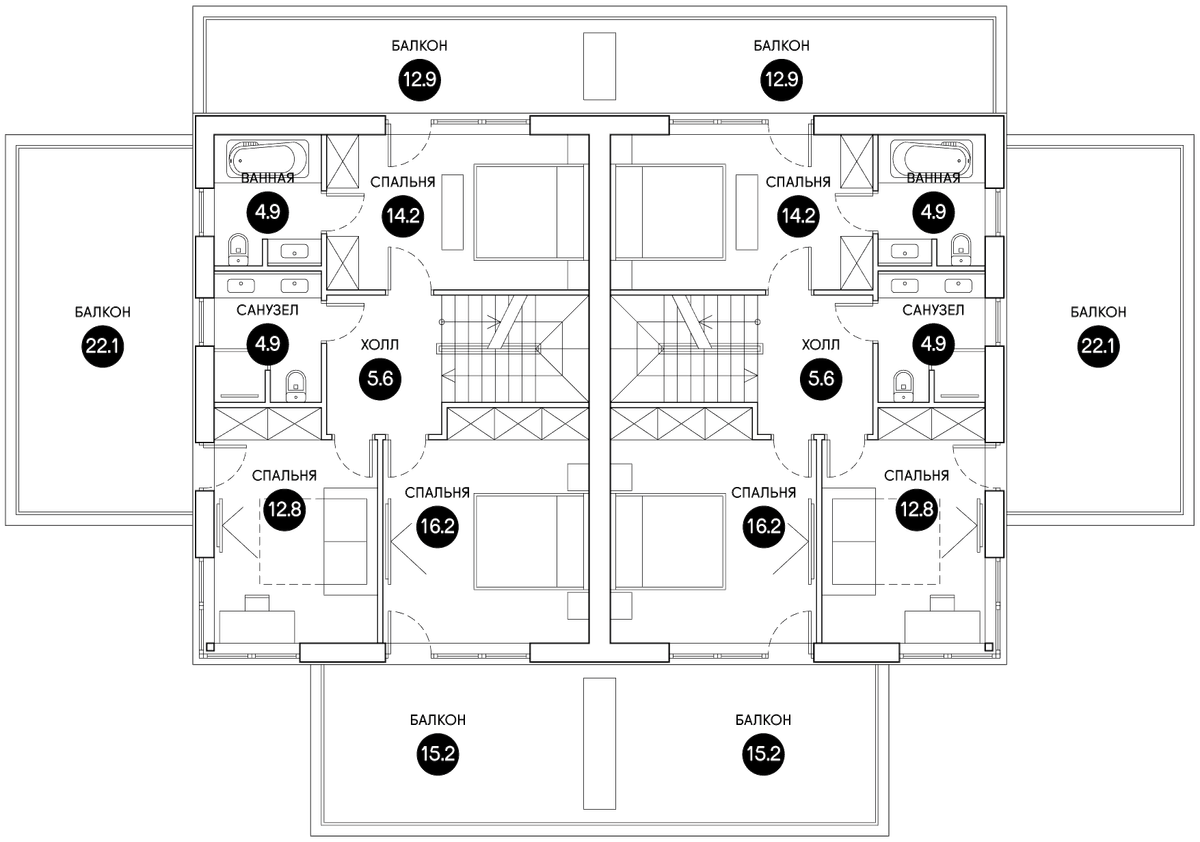 БАЛКОН
12.9
БАЛКОН
12.9
ВАННАЯ
4.9
СПАЛЬНЯ
14.2
СПАЛЬНЯ
14.2
ВАННАЯ
4.9
БАЛКОН
22.1
САНУЗЕЛ
4.9
ХОЛЛ
5.6
ХОЛЛ
5.6
САНУЗЕЛ
4.9
БАЛКОН
22.1
СПАЛЬНЯ
12.8
СПАЛЬНЯ
16.2
СПАЛЬНЯ
16.2
СПАЛЬНЯ
12.8
БАЛКОН
15.2
БАЛКОН
15.2